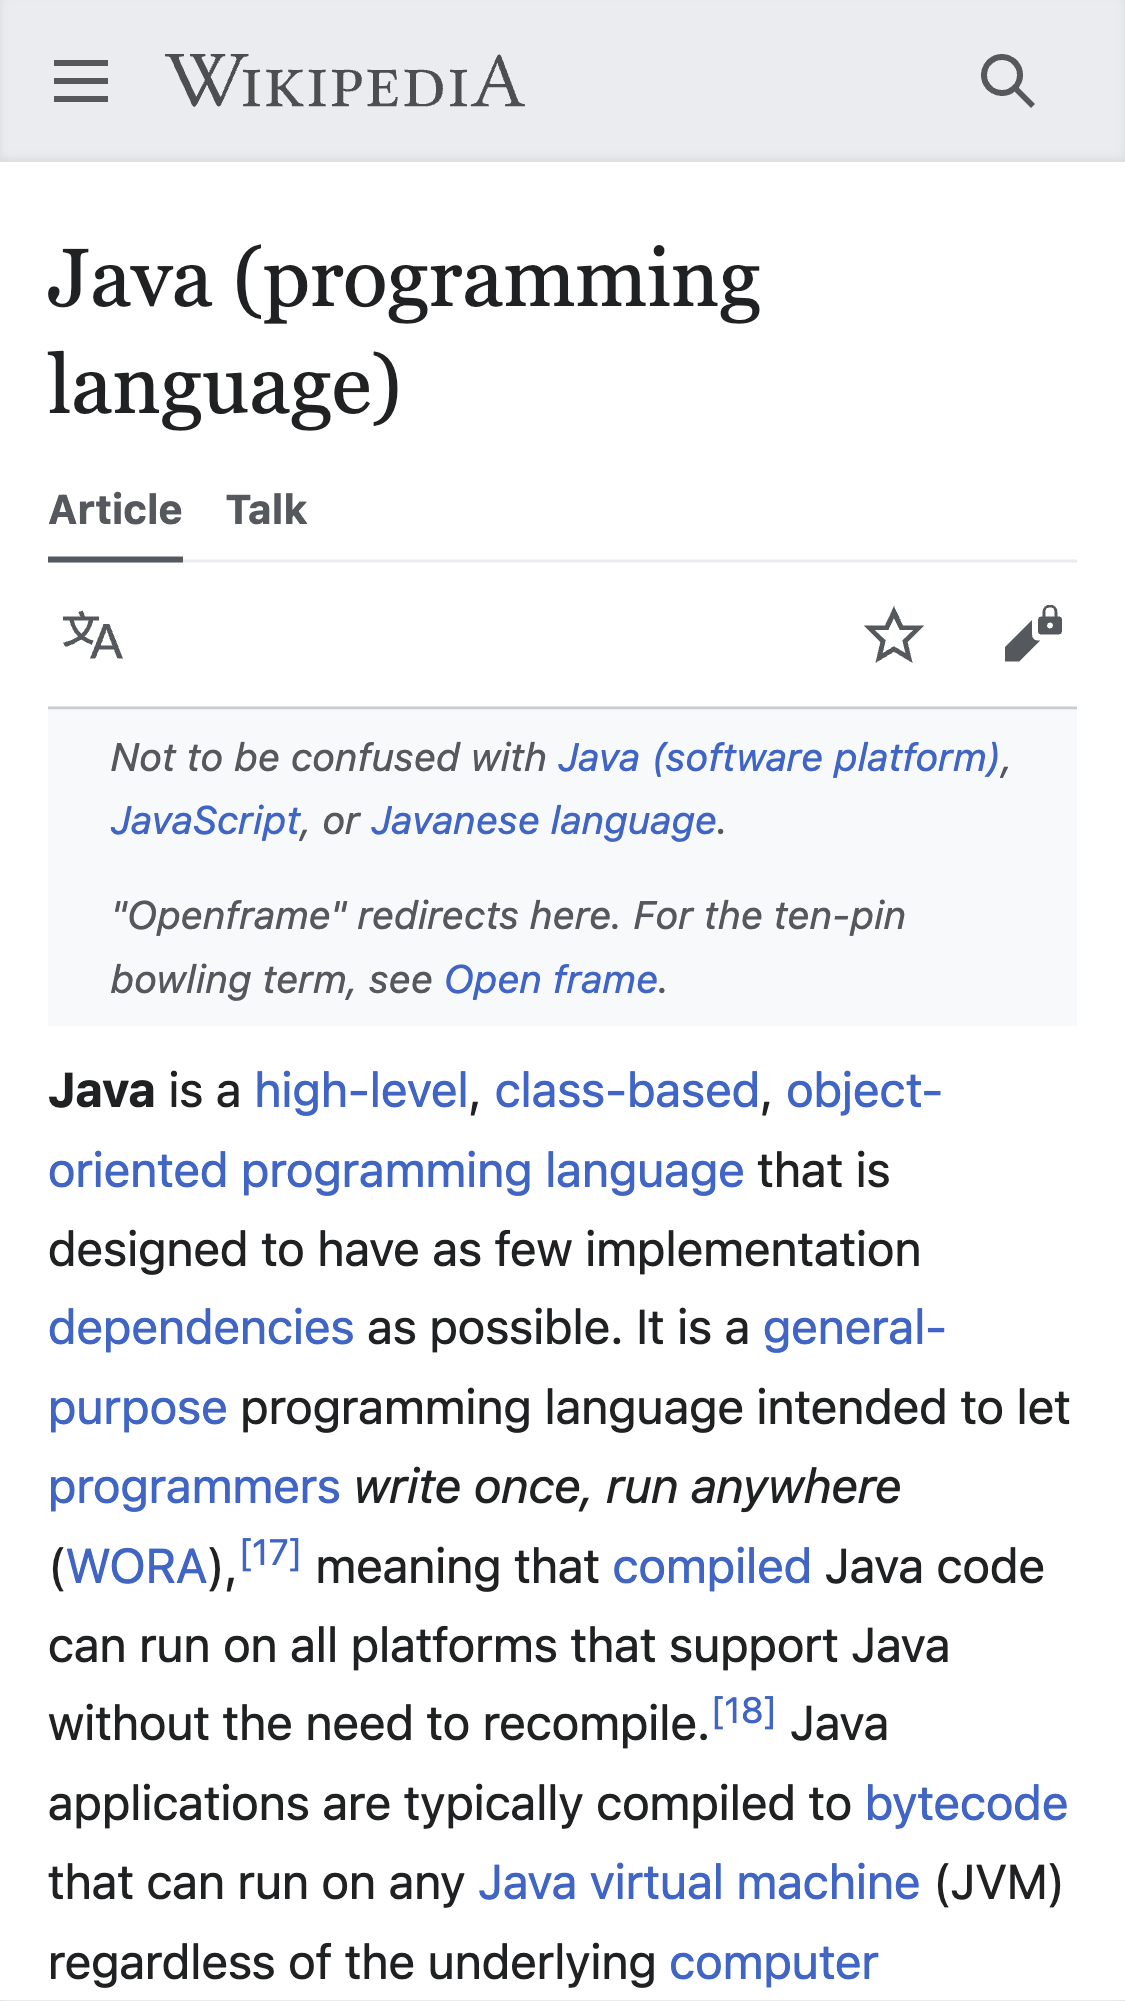 WIKIPEDIA
Java (programming
language)
Article Talk
文A
Not to be confused with Java (software platform),
JavaScript, or Javanese language.
"Openframe" redirects here. For the ten-pin
bowling term, see Open frame.
Java is a high-level, class-based, object-
oriented programming language that is
designed to have as few implementation
dependencies as possible. It is a general-
purpose programming language intended to let
programmers write once, run anywhere
(WORA),[17] meaning that compiled Java code
can run on all platforms that support Java
without the need to recompile.[18] Java
applications are typically compiled to bytecode
that can run on any Java virtual machine (JVM)
regardless of the underlying computer